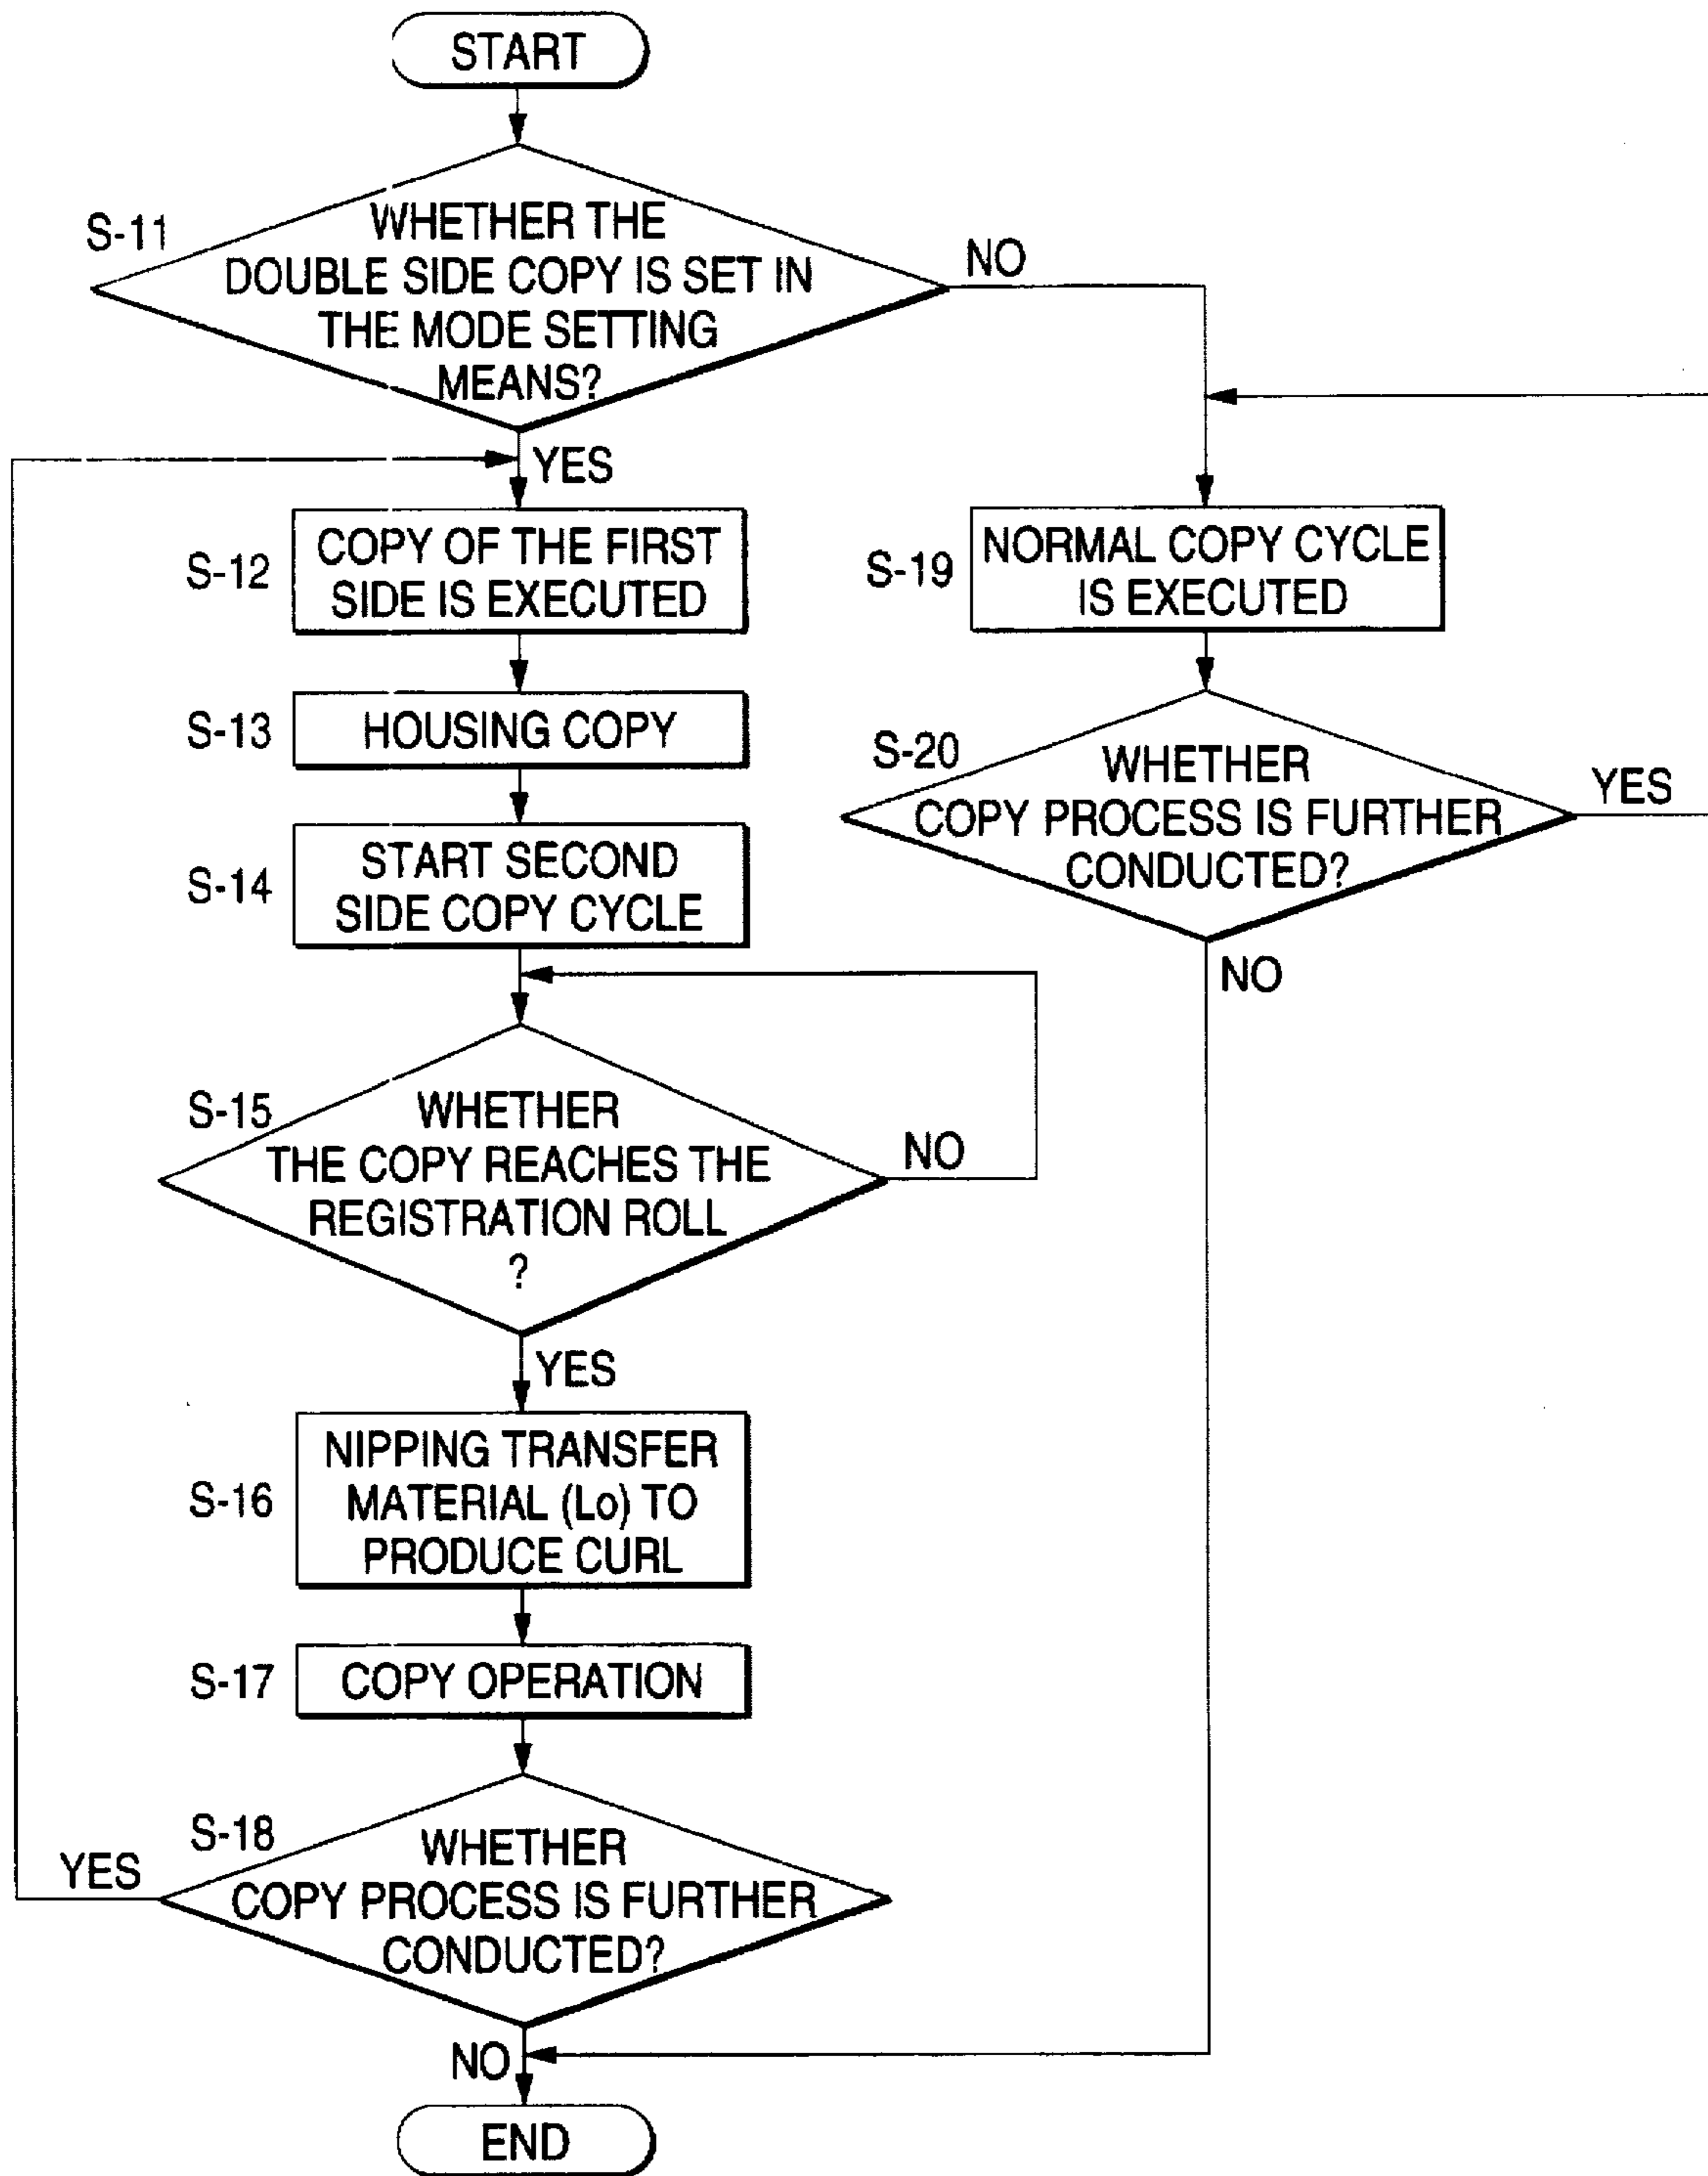 START
S-11
WHETHER THE
DOUBLE SIDE COPY IS SET IN
THE MODE SETTING
MEANS?
NO
YES
S-12
COPY OF THE FIRST
SIDE IS EXECUTED
S-13
HOUSING COPY
S-14
START SECOND
SIDE COPY CYCLE
S-15
WHETHER
THE COPY REACHES THE
REGISTRATION ROLL
?
NO
YES
S-16
NIPPING TRANSFER
MATERIAL (Lo) TO
PRODUCE CURL
S-17
COPY OPERATION
S-18
WHETHER
COPY PROCESS IS FURTHER
CONDUCTED?
YES
NO
S-19
NORMAL COPY CYCLE
IS EXECUTED
S-20
WHETHER
COPY PROCESS IS FURTHER
CONDUCTED?
YES
NO
END